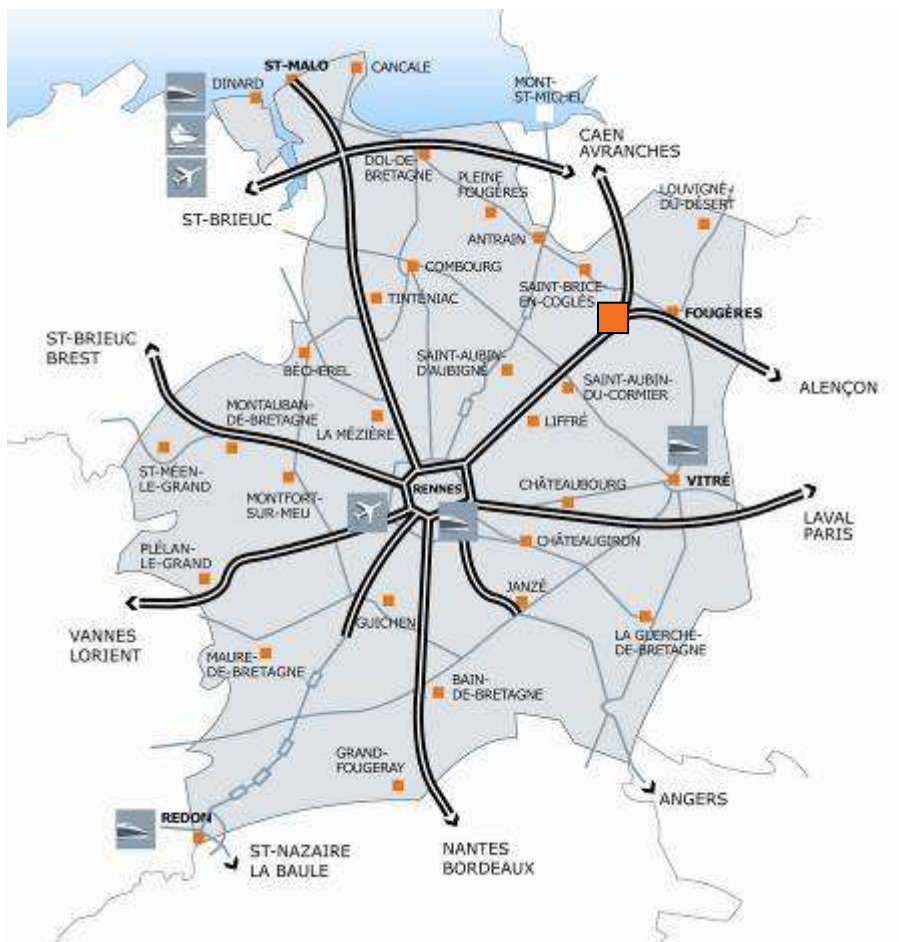 ST-MALO
CANCALE
DINARD
MONT-
ST-MICHEL
CAEN
AVRANCHES
DOL-DE-
BRETAGNE
PLEINE
FOUGÈRES
LOUVIGNÉ-
DU-DÉSERT
ST-BRIEUC
ANTRAIN
COMBOURG
SAINT-BRICE
EN-COGLÈS
TINTÉNIAC
FOUGÈRES
ST-BRIEUC
BREST
BÉCHEREL
SAINT-AUBIN-
D'AUBIGNÉ
ALENÇON
SAINT-AUBIN-
DU-CORMIER
MONTAUBAN-
DE-BRETAGNE
LA MÉZIÈRE
LIFFRÉ
ST-MÉEN-
LE-GRAND
MONTFORT-
SUR-MEU
RENNES
CHÂTEAUBOURG
VITRÉ
LAVAL
PARIS
CHÂTEAUGIRON
PLÉLAN-
LE-GRAND
JANZÉ
GUICHEN
VANNES
LORIENT
LA GUERCHE-
DE-BRETAGNE
MAURE-
DE-BRETAGNE
BAIN-
DE-BRETAGNE
GRAND-
FOUGERAY
ANGERS
REDON
ST-NAZAIRE
LA BAULE
NANTES
BORDEAUX